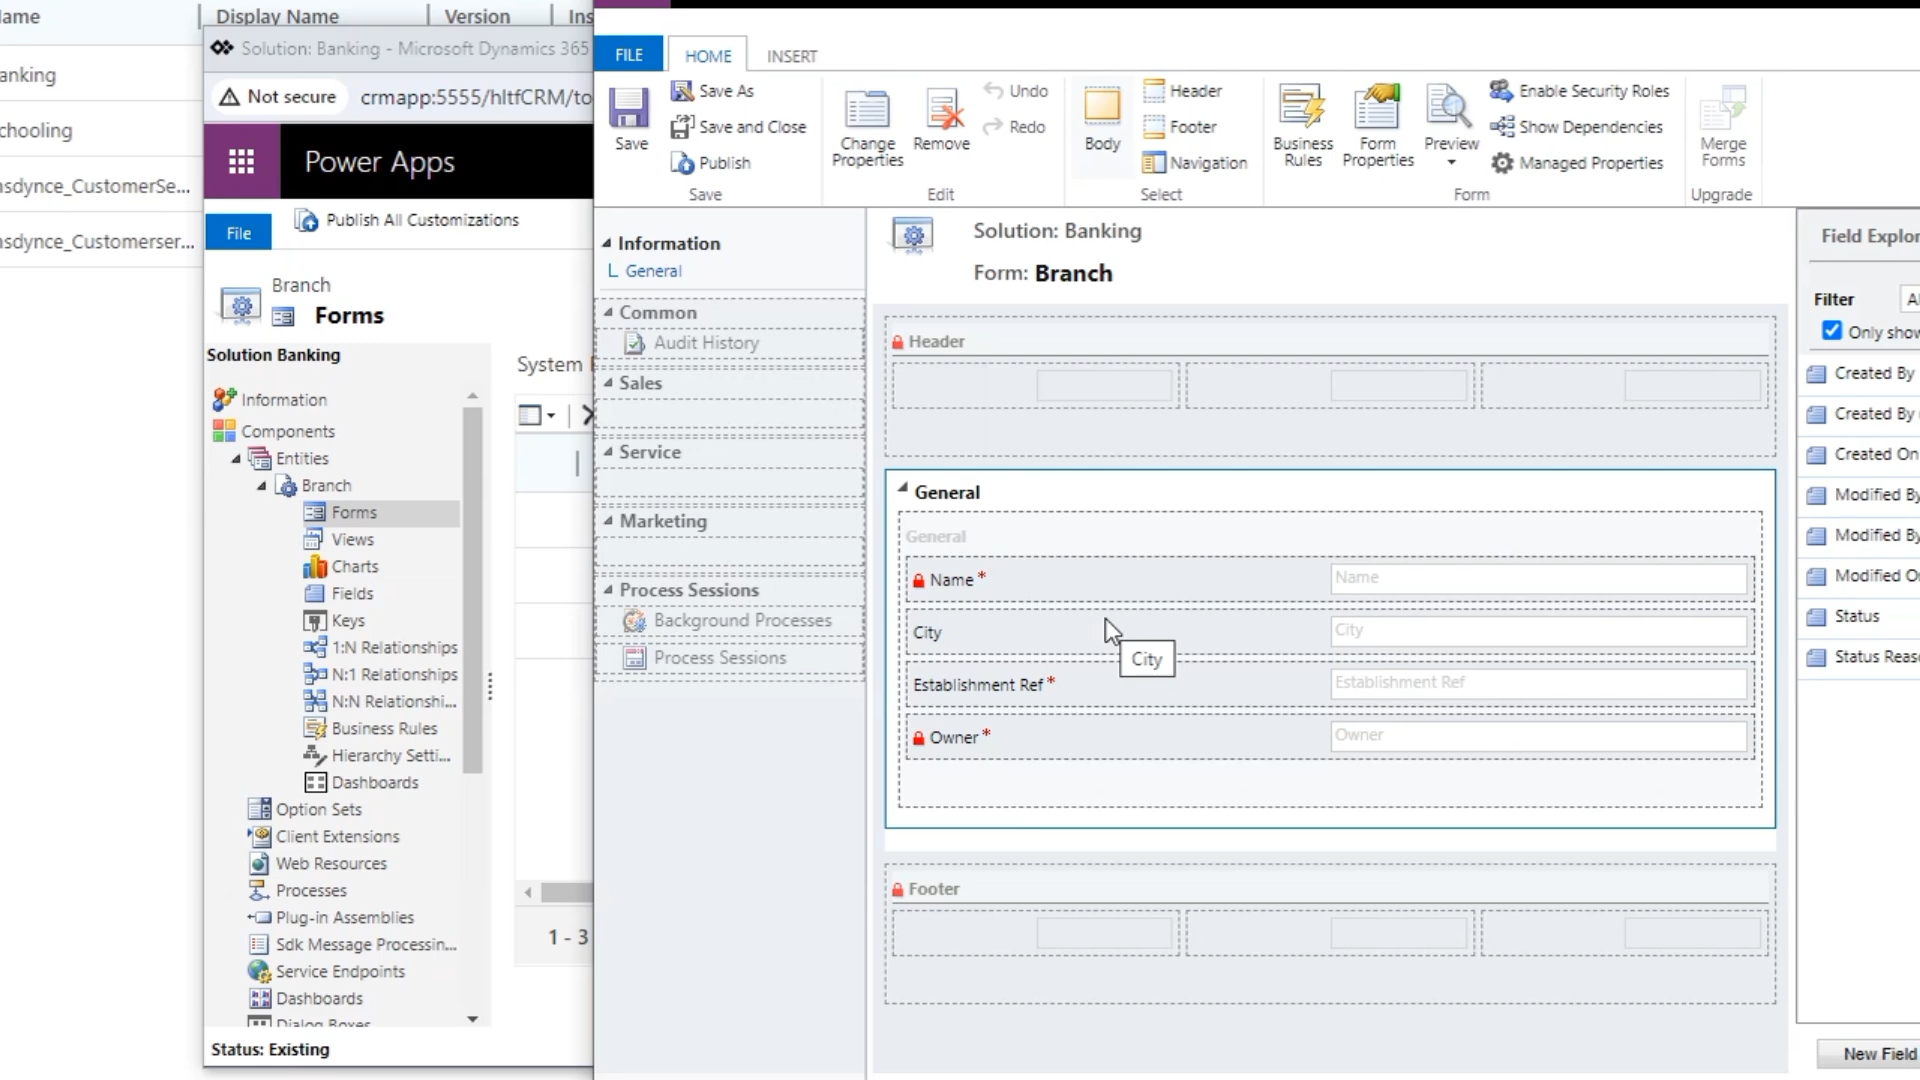 ame
Display Name
Version
Ins
anking
chooling
nsdynce_CustomerSe...
nsdynce_Customerser...
Solution: Banking - Microsoft Dynamics 365
Not secure
crmapp:5555/hltfCRM/to
Power Apps
File
Publish All Customizations
Branch
Forms
Solution Banking
Information
Components
Entities
Branch
Forms
Views
Charts
Fields
Keys
1:N Relationships
N:1 Relationships
N:N Relationshi...
Business Rules
Hierarchy Setti...
Dashboards
Option Sets
Client Extensions
Web Resources
Processes
Plug-in Assemblies
Sdk Message Processin...
Service Endpoints
Dashboards
Dialog Boxes
Status: Existing
System
1 - 3
FILE
HOME
INSERT
Save
Save As
Save and Close
Publish
Save
Change Properties
Remove
Undo
Redo
Edit
Body
Header
Footer
Navigation
Select
Business Rules
Form Properties
Preview
Enable Security Roles
Show Dependencies
Managed Properties
Form
Merge Forms
Upgrade
Information
General
Common
Audit History
Sales
Service
Marketing
Process Sessions
Background Processes
Process Sessions
Solution: Banking
Form: Branch
Header
General
General
Name *
Name
City
City
City
Establishment Ref *
Establishment Ref
Owner *
Owner
Footer
Field Explor
Filter
A
Only show
Created By
Created By
Created On
Modified By
Modified By
Modified O
Status
Status Reas
New Field